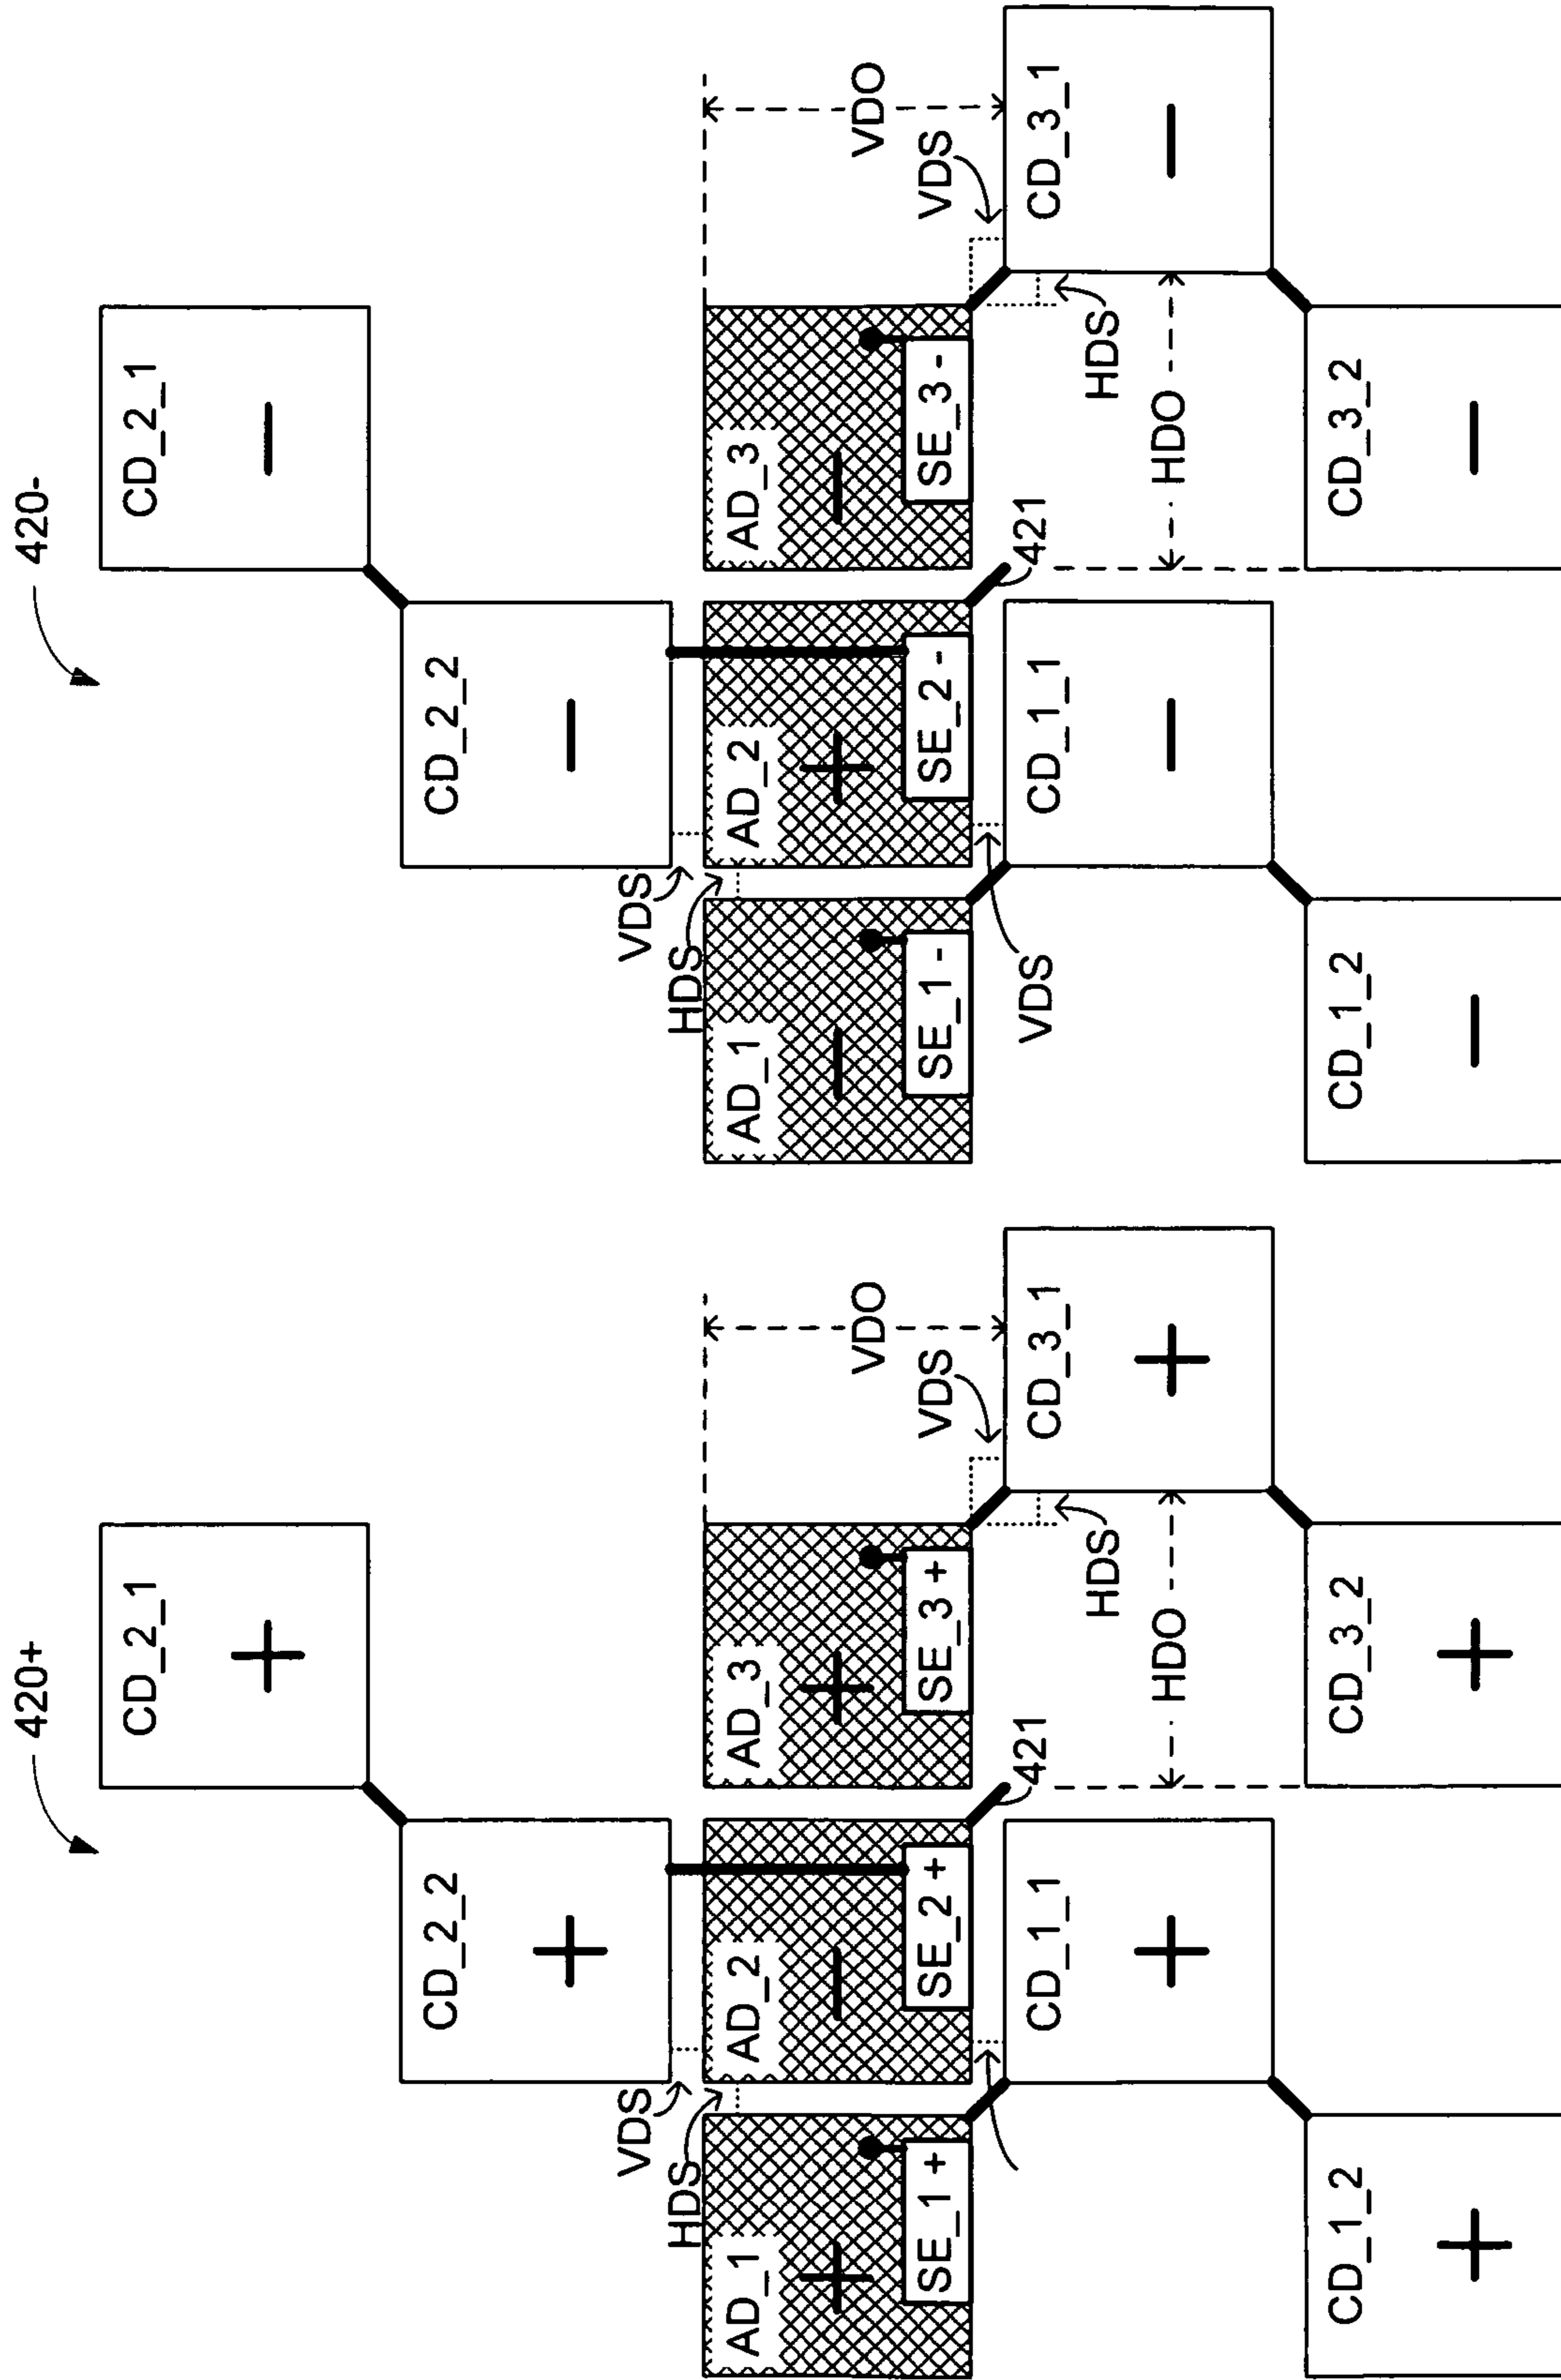 420+
CD_2_1
+
CD_2_2
+
VDS
HDS
AD_1
+
SE_1 +
AD_2
−
SE_2 +
AD_3
+
SE_3 +
VDO
VDS
HDS
421
HDO
CD_1_1
+
CD_3_1
+
CD_1_2
+
CD_3_2
+
420-
CD_2_1
−
CD_2_2
−
VDS
HDS
AD_1
−
SE_1 -
AD_2
+
SE_2 -
AD_3
−
SE_3 -
VDO
VDS
HDS
421
HDO
VDS
CD_1_1
−
CD_3_1
−
CD_1_2
−
CD_3_2
−